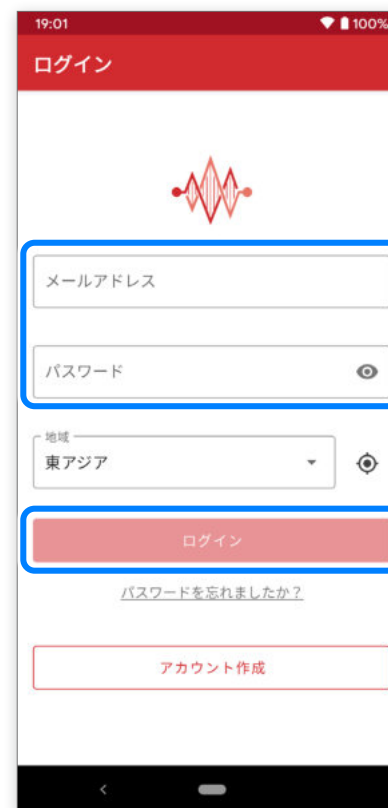 19:01 100%
ログイン
メールアドレス
パスワード
地域
東アジア
ログイン
パスワードを忘れましたか？
アカウント作成